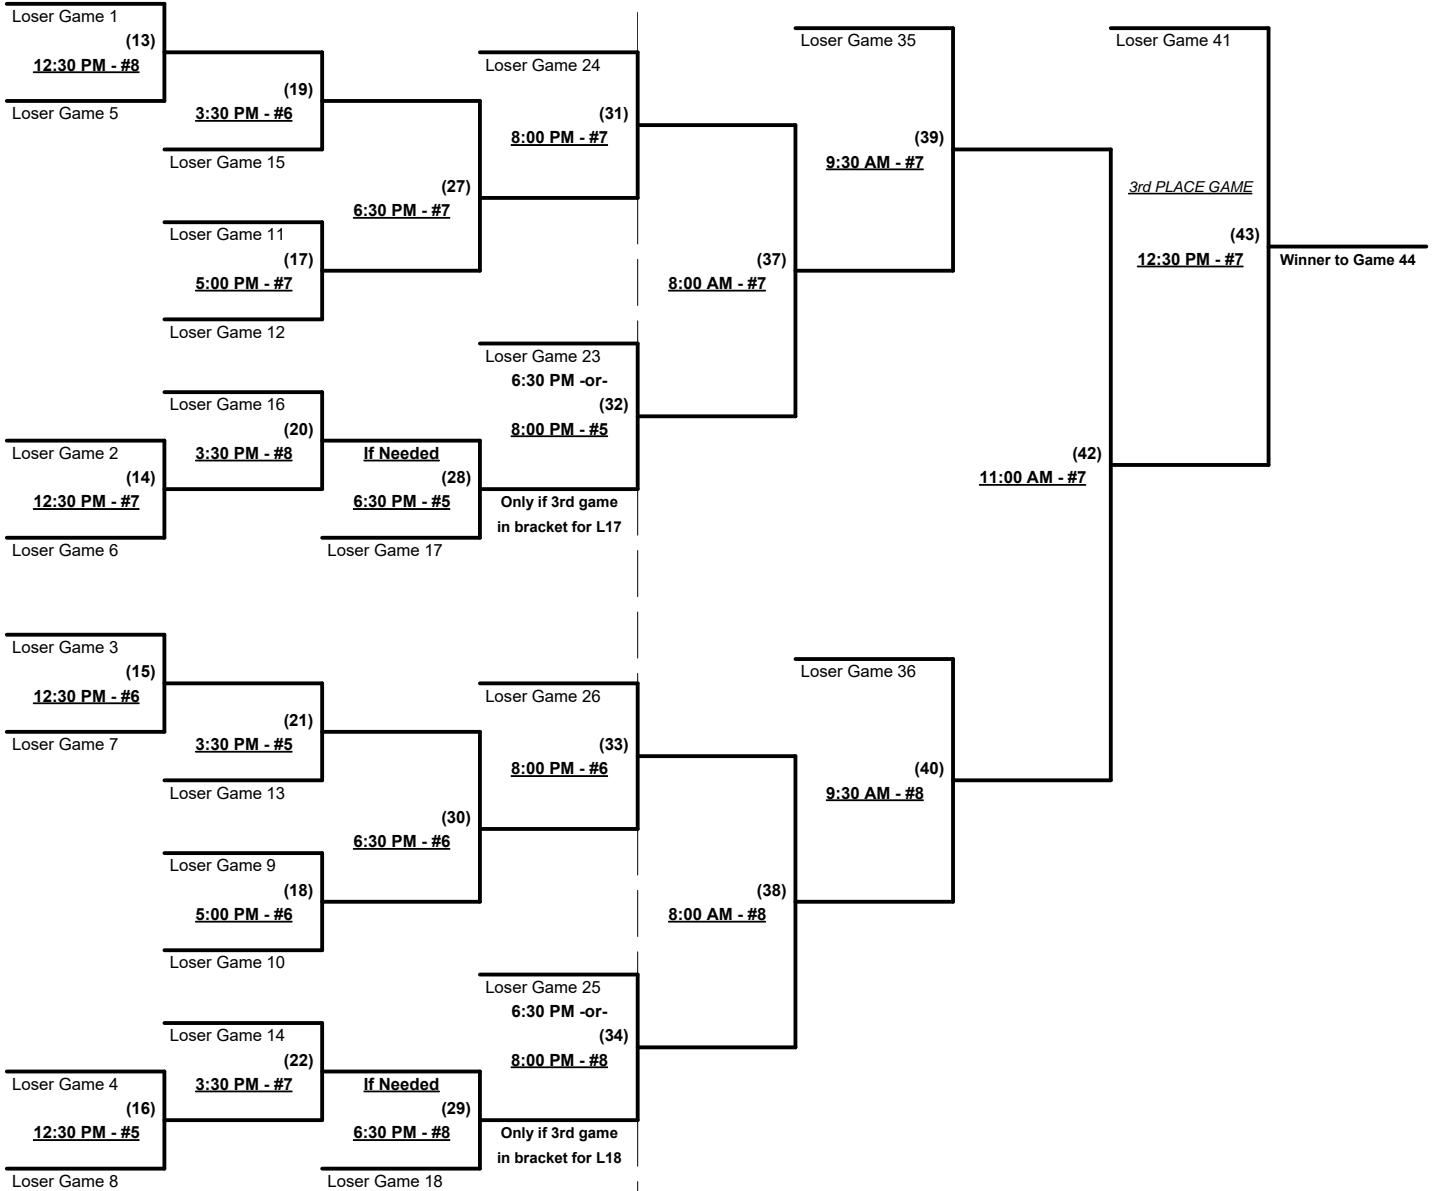 Loser Game 1
(13)
12:30 PM - #8
Loser Game 5
(19)
3:30 PM - #6
Loser Game 15
Loser Game 11
(17)
5:00 PM - #7
Loser Game 12
(27)
6:30 PM - #7
Loser Game 24
(31)
8:00 PM - #7
Loser Game 16
(20)
3:30 PM - #8
Loser Game 2
(14)
12:30 PM - #7
Loser Game 6
If Needed
(28)
6:30 PM - #5
Loser Game 17
Loser Game 23
6:30 PM -or-
(32)
8:00 PM - #5
Only if 3rd game
in bracket for L17
(37)
8:00 AM - #7
Loser Game 35
(39)
9:30 AM - #7
Loser Game 3
(15)
12:30 PM - #6
Loser Game 7
(21)
3:30 PM - #5
Loser Game 13
Loser Game 9
(18)
5:00 PM - #6
Loser Game 10
(30)
6:30 PM - #6
Loser Game 26
(33)
8:00 PM - #6
Loser Game 14
(22)
3:30 PM - #7
Loser Game 4
(16)
12:30 PM - #5
Loser Game 8
If Needed
(29)
6:30 PM - #8
Loser Game 18
Loser Game 25
6:30 PM -or-
(34)
8:00 PM - #8
Only if 3rd game
in bracket for L18
(38)
8:00 AM - #8
Loser Game 36
(40)
9:30 AM - #8
(42)
11:00 AM - #7
Loser Game 41
3rd PLACE GAME
(43)
12:30 PM - #7
Winner to Game 44